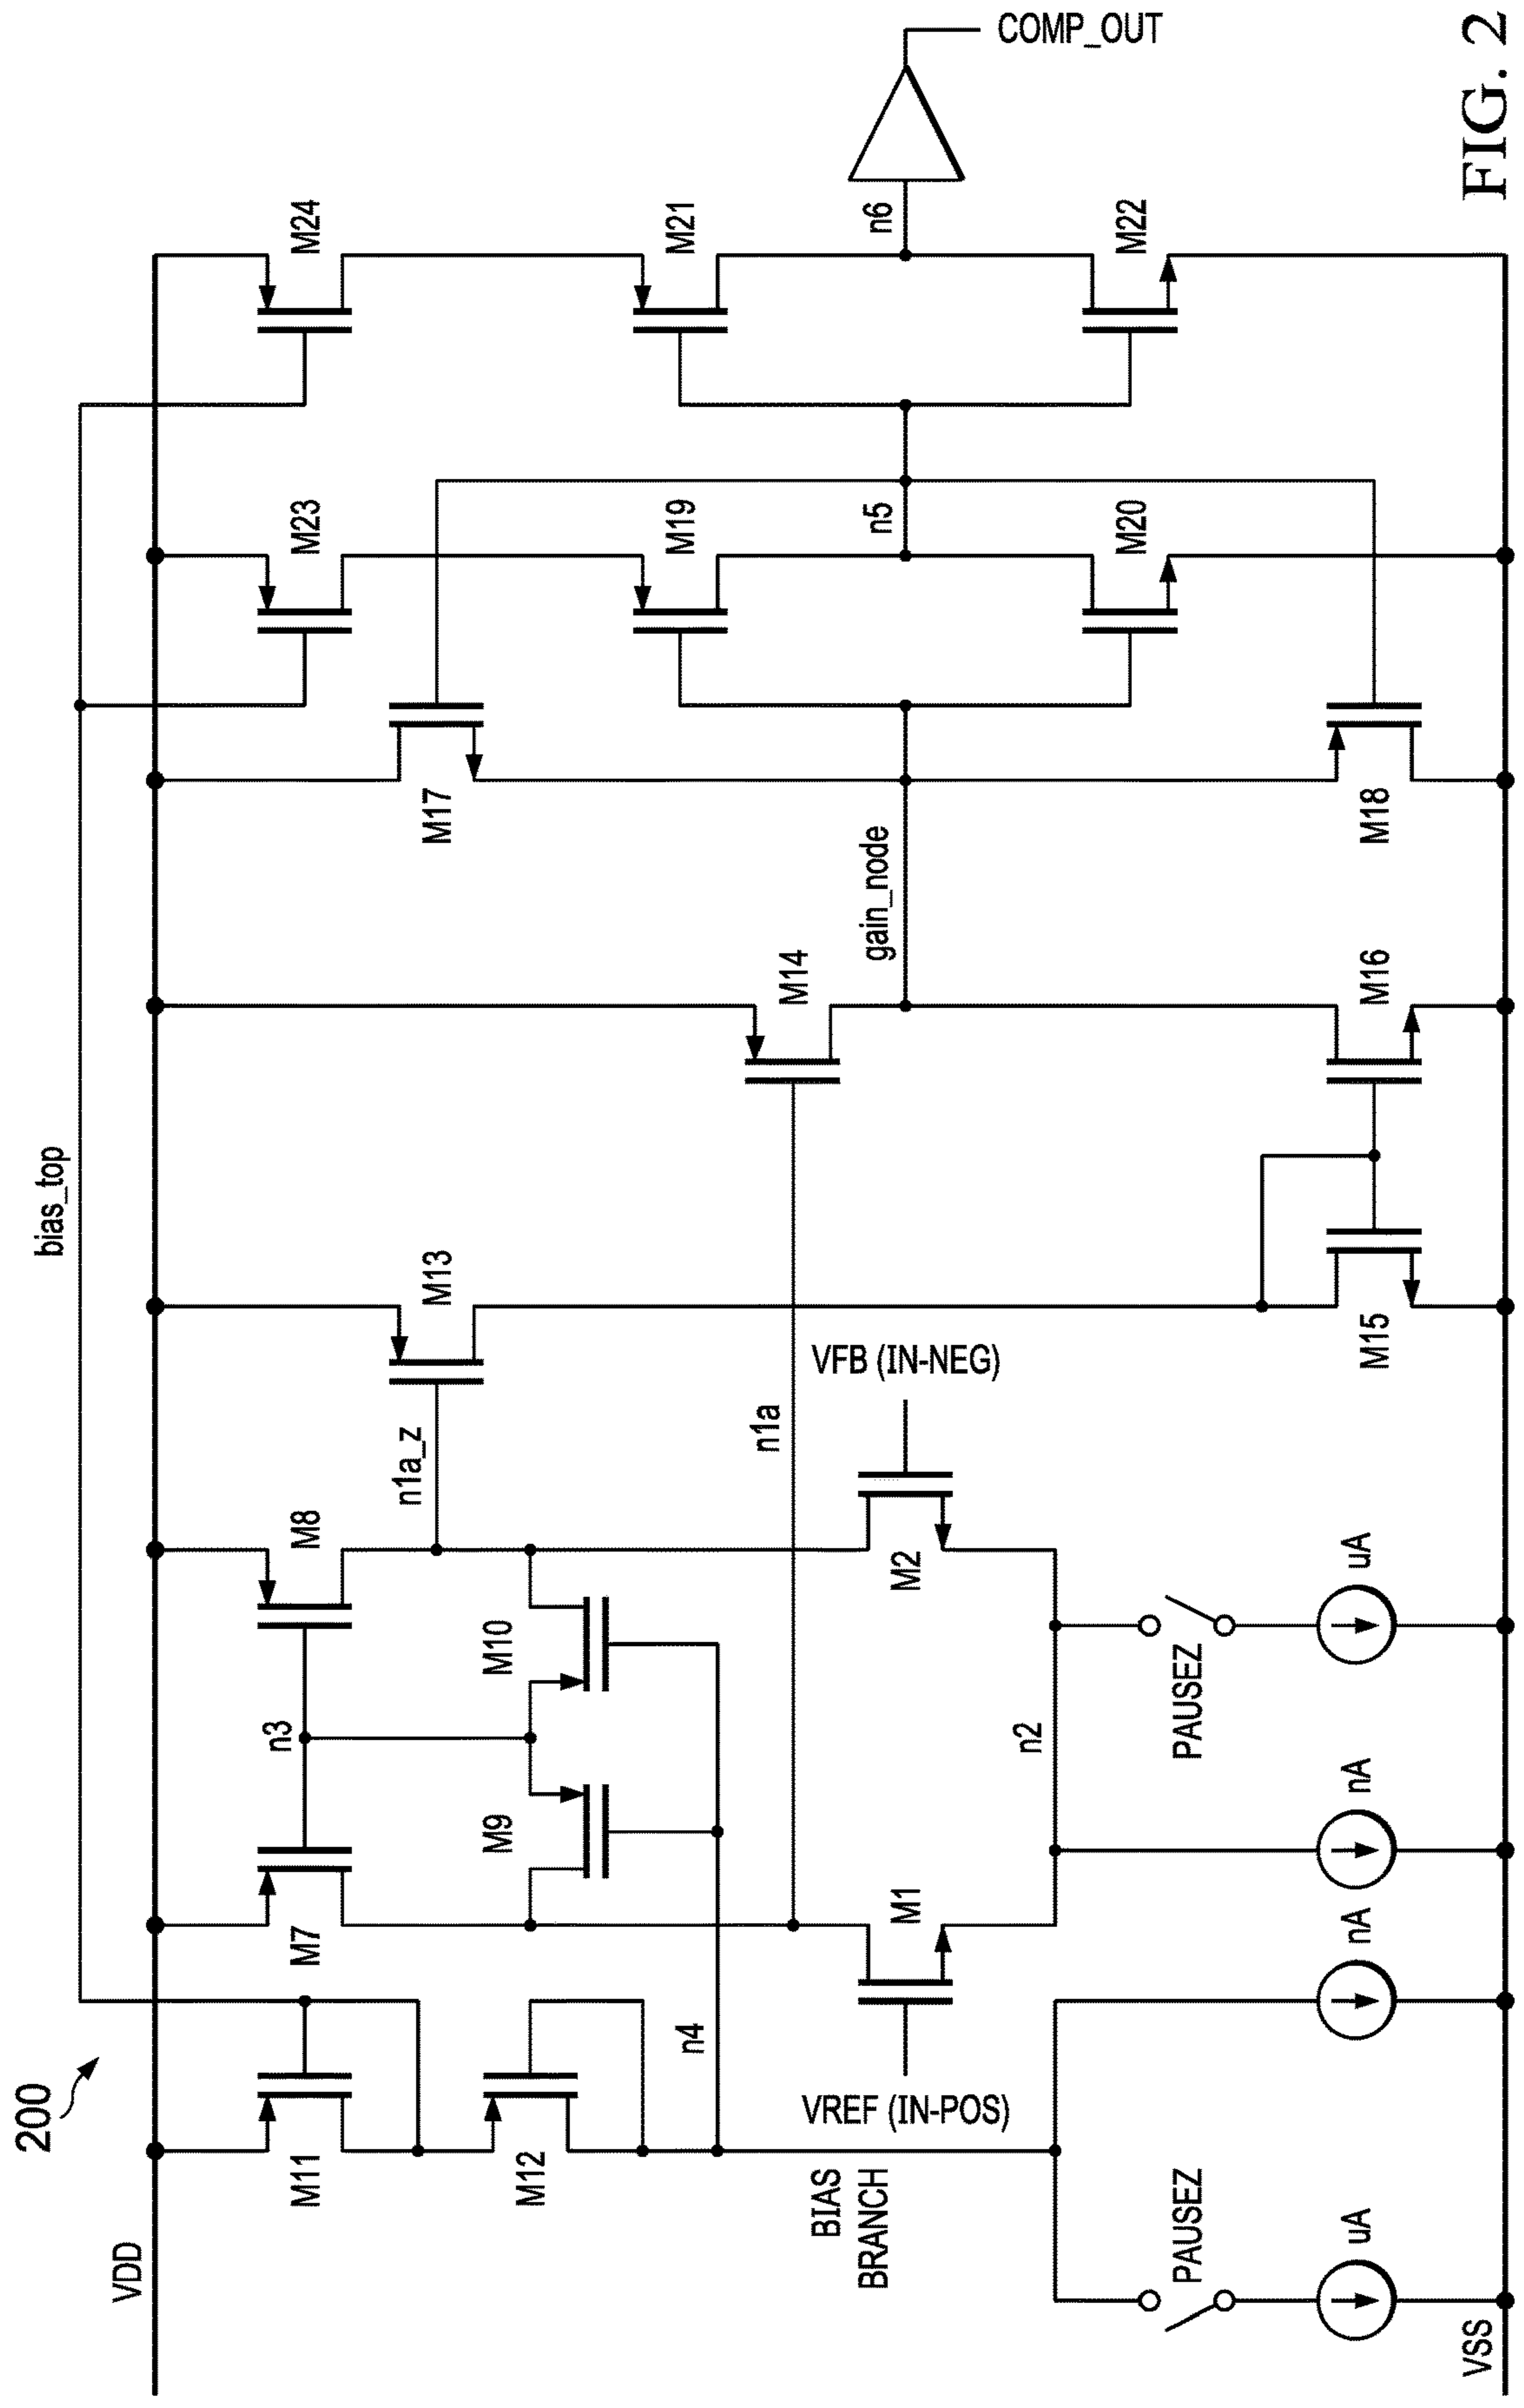 FIG. 2
200
VDD
bias_top
M11
M7
n3
M8
M13
M23
M24
M12
M9
M10
n1a_z
M17
n4
n1a
M14
M19
M21
VREF (IN-POS)
M1
M2
VFB (IN-NEG)
gain_node
n5
n6
COMP_OUT
BIAS
BRANCH
n2
M20
M22
PAUSEZ
PAUSEZ
uA
nA
nA
uA
M15
M16
M18
VSS